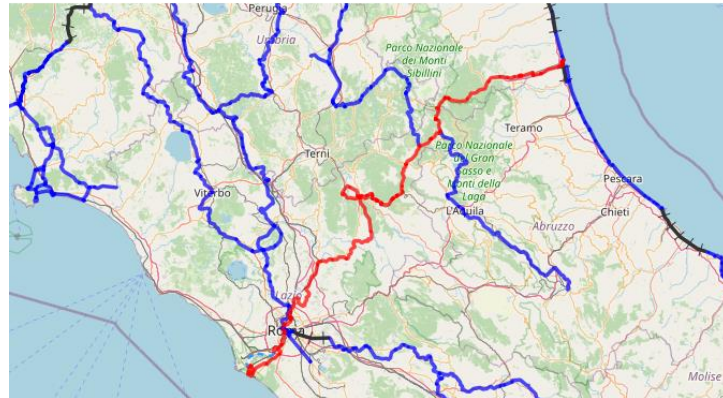 Perugia
Umbria
Parco Nazionale
dei Monti
Sibillini
Teramo
Terni
Parco Nazionale
del Gran
Sasso e
Monti della
Laga
Viterbo
Pescara
L'Aquila
Chieti
Abruzzo
Lazio
Roma
Molise